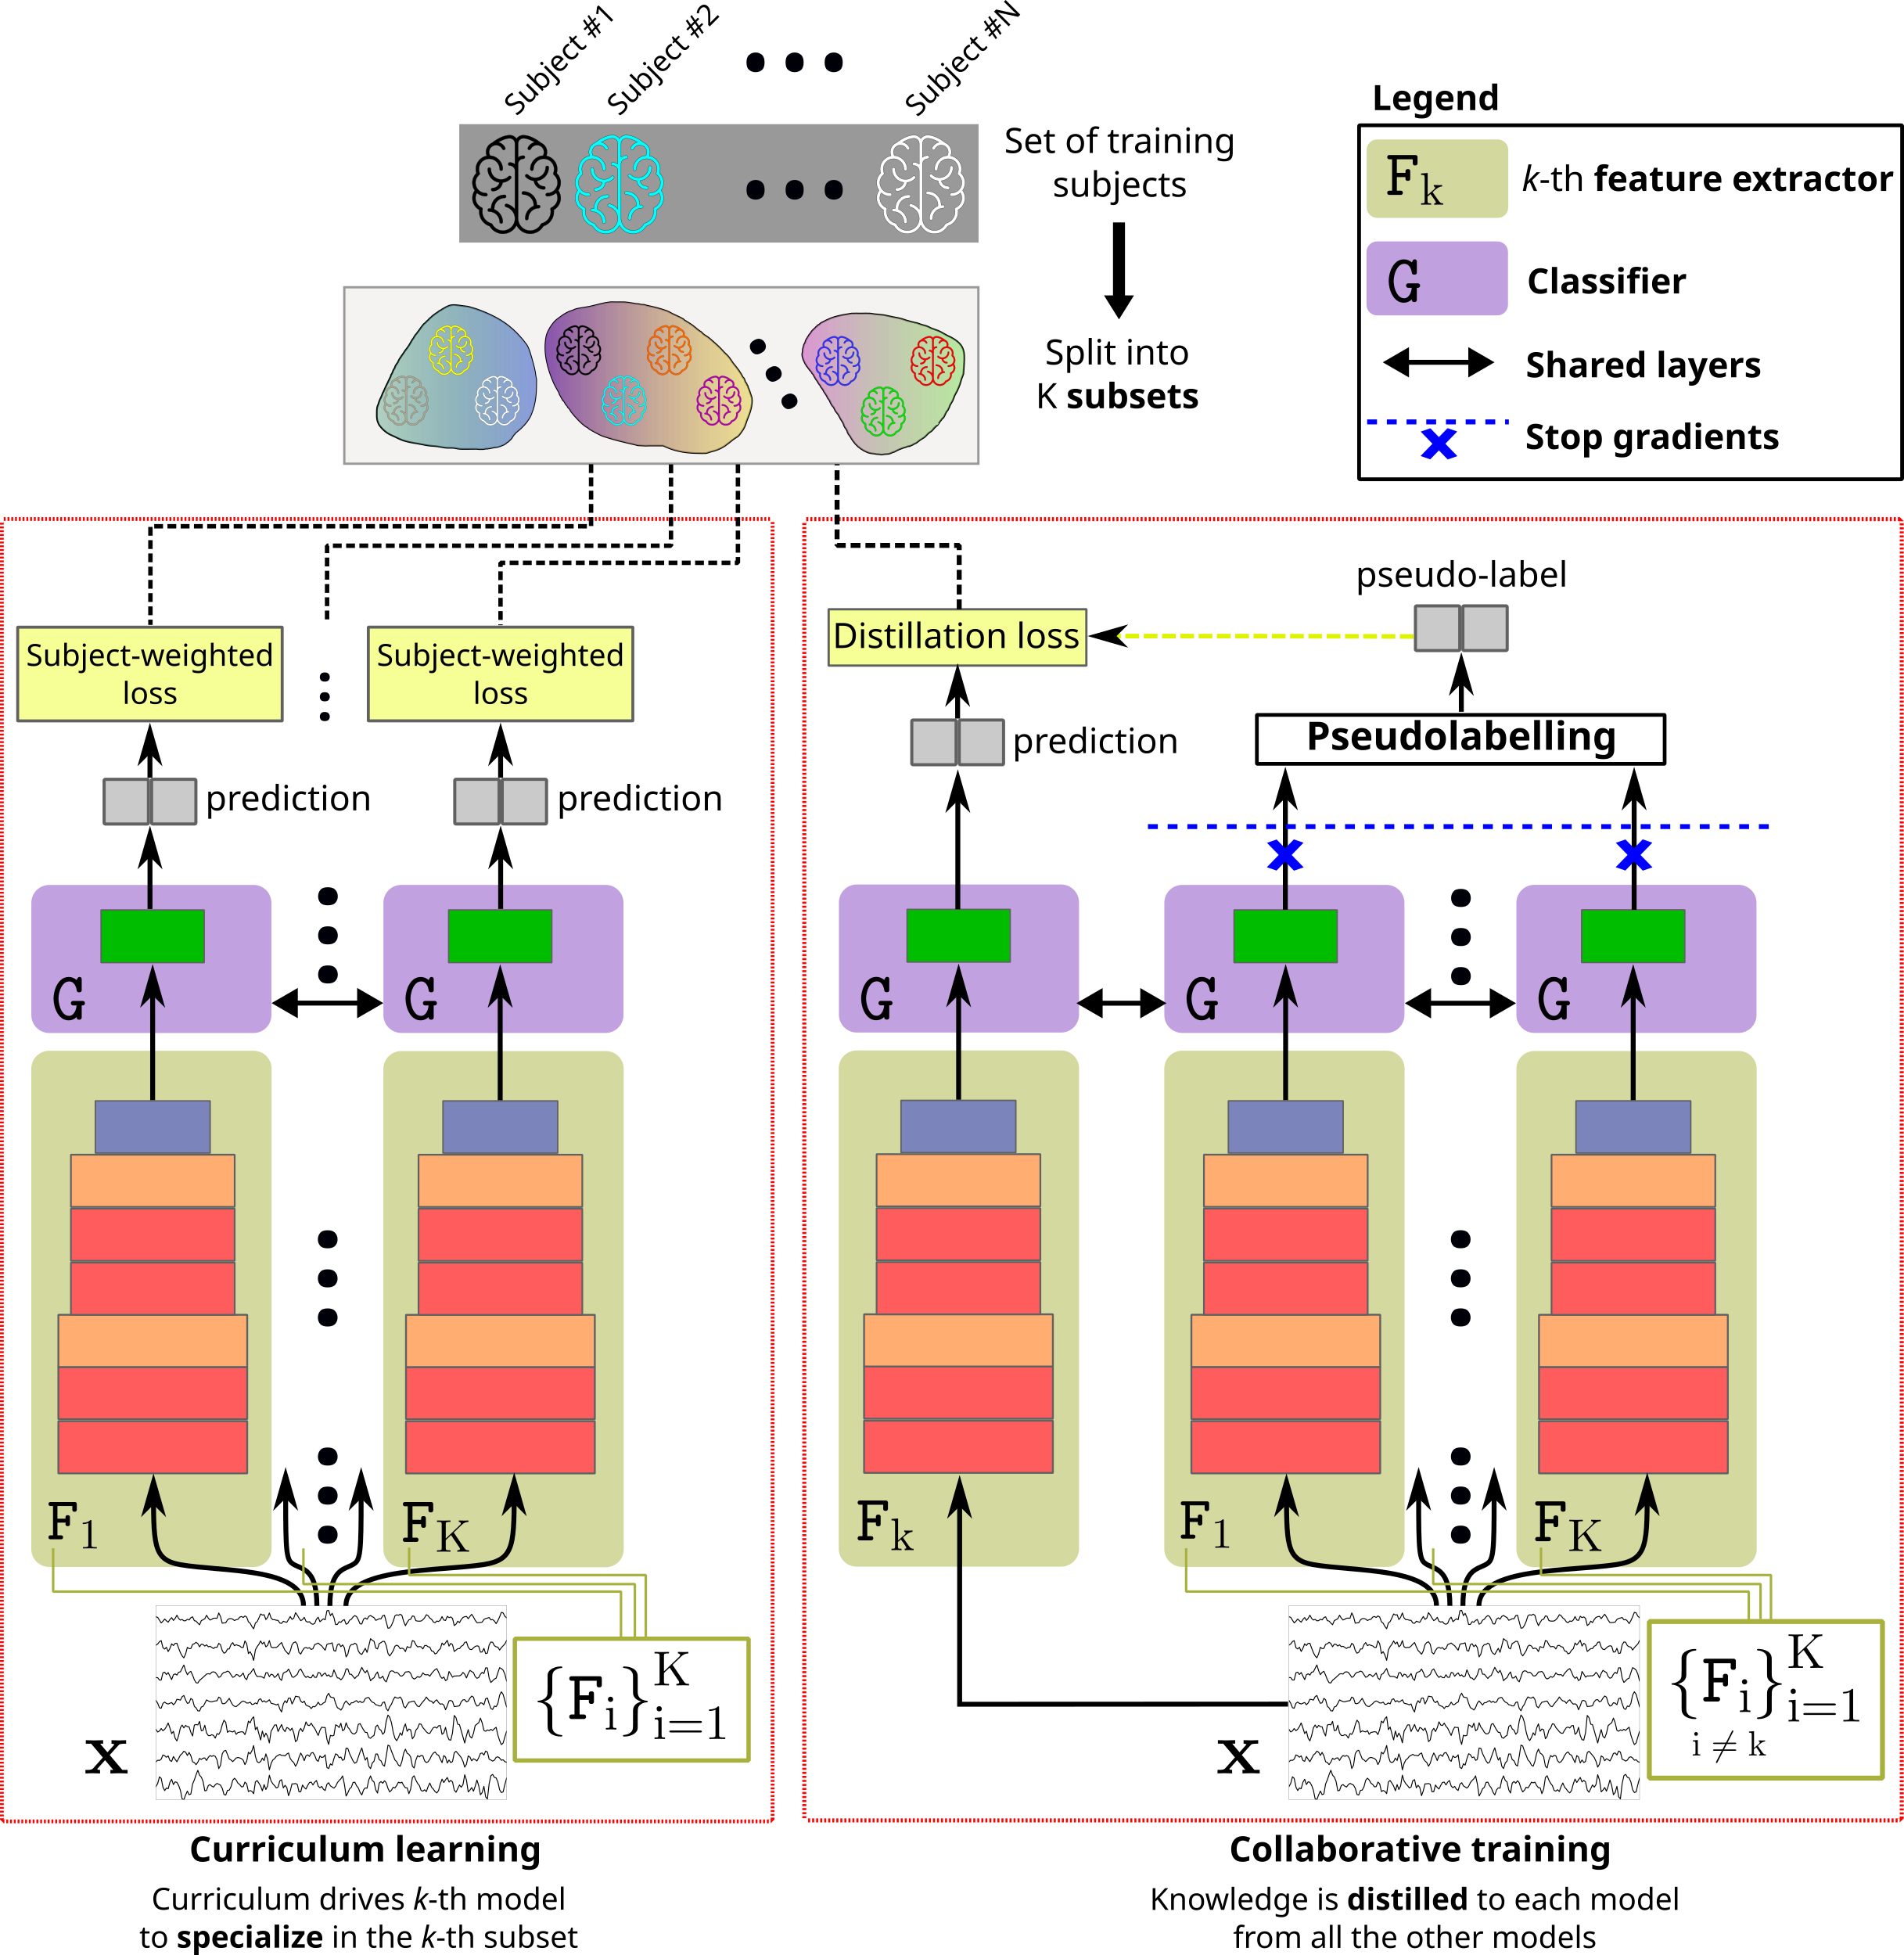 Subject #1
Subject #2
Subject #N
Set of training
subjects
Split into
K subsets
Legend
F_k
k-th feature extractor
G
Classifier
Shared layers
Stop gradients
Subject-weighted
loss
Subject-weighted
loss
prediction
prediction
G
G
F_1
F_K
x
{F_i}_{i=1}^K
Curriculum learning
Curriculum drives k-th model
to specialize in the k-th subset
pseudo-label
Distillation loss
Pseudolabelling
prediction
G
G
G
F_k
F_1
F_K
x
{F_i}_{i=1}^K
i ≠ k
Collaborative training
Knowledge is distilled to each model
from all the other models